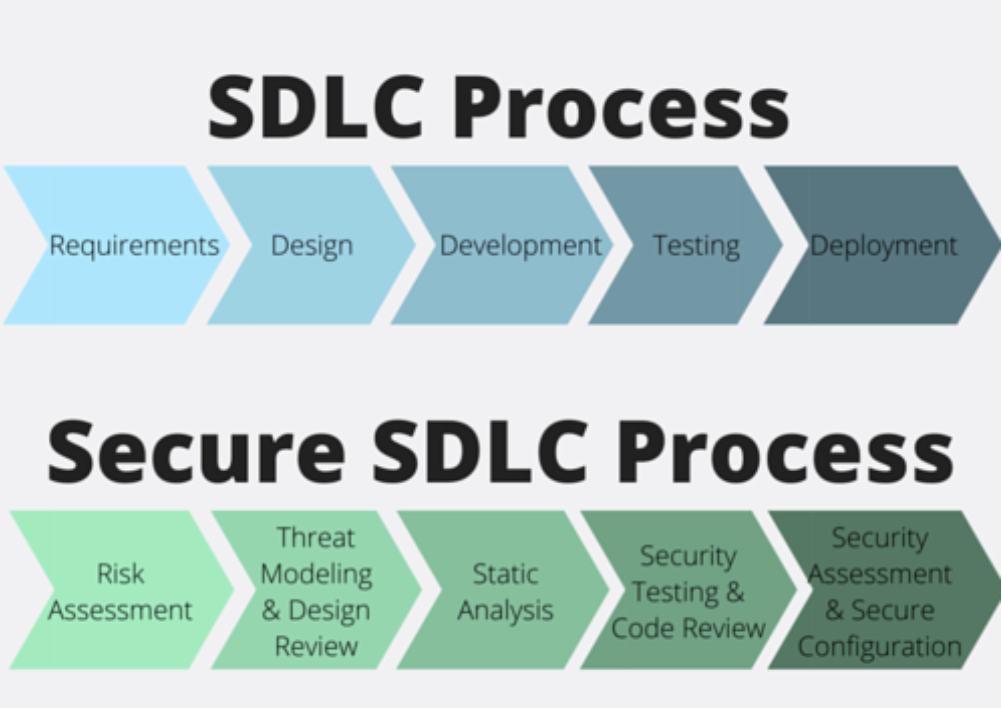 SDLC Process
Requirements
Design
Development
Testing
Deployment
Secure SDLC Process
Risk
Assessment
Threat
Modeling
& Design
Review
Static
Analysis
Security
Testing &
Code Review
Security
Assessment
& Secure
Configuration